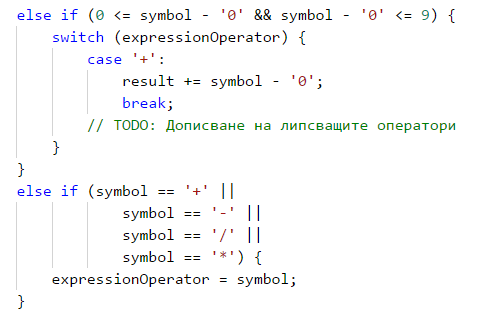 else if (0 <= symbol - '0' && symbol - '0' <= 9) {
    switch (expressionOperator) {
        case '+':
            result += symbol - '0';
            break;
        // TODO: Дописване на липсващите оператори
    }
}
else if (symbol == '+' ||
            symbol == '-' ||
            symbol == '/' ||
            symbol == '*') {
    expressionOperator = symbol;
}